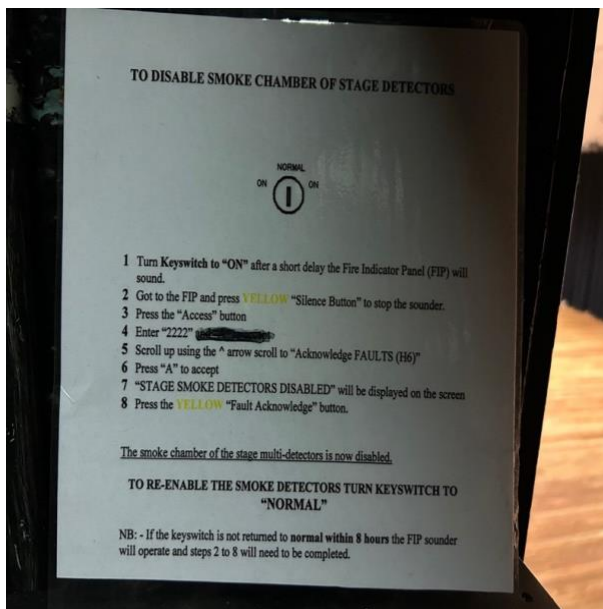 TO DISABLE SMOKE CHAMBER OF STAGE DETECTORS
NORMAL
ON ON
1 Turn Keyswitch to “ON” after a short delay the Fire Indicator Panel (FIP) will
sound.
2 Got to the FIP and press YELLOW “Silence Button” to stop the sounder.
3 Press the “Access” button
4 Enter “2222”
5 Scroll up using the ^ arrow scroll to “Acknowledge FAULTS (H6)”
6 Press “A” to accept
7 “STAGE SMOKE DETECTORS DISABLED” will be displayed on the screen
8 Press the YELLOW “Fault Acknowledge” button.
The smoke chamber of the stage multi-detectors is now disabled.
TO RE-ENABLE THE SMOKE DETECTORS TURN KEYSWITCH TO
“NORMAL”
NB: - If the keyswitch is not returned to normal within 8 hours the FIP sounder
will operate and steps 2 to 8 will need to be completed.